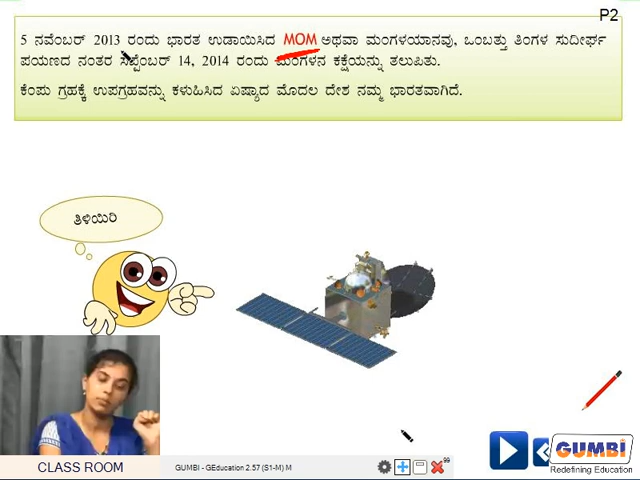 P2
5 ನವೆಂಬರ್ 2013 ರಂದು ಭಾರತ ಉಡಾಯಿಸಿದ MOM ಅಥವಾ ಮಂಗಳಯಾನವು, ಒಂಬತ್ತು ತಿಂಗಳ ಸುದೀರ್ಘ
ಪಯಣದ ನಂತರ ಸೆಪ್ಟೆಂಬರ್ 14, 2014 ರಂದು ಮಂಗಳನ ಕಕ್ಷೆಯನ್ನು ತಲುಪಿತು.
ಕೆಂಪು ಗ್ರಹಕ್ಕೆ ಉಪಗ್ರಹವನ್ನು ಕಳುಹಿಸಿದ ಏಷ್ಯಾದ ಮೊದಲ ದೇಶ ನಮ್ಮ ಭಾರತವಾಗಿದೆ.
ತಿಳಿಯಿರಿ
CLASS ROOM
GUMBI - GEducation 2.57 (S1-M) M
99
GUMBi
Redefining Education